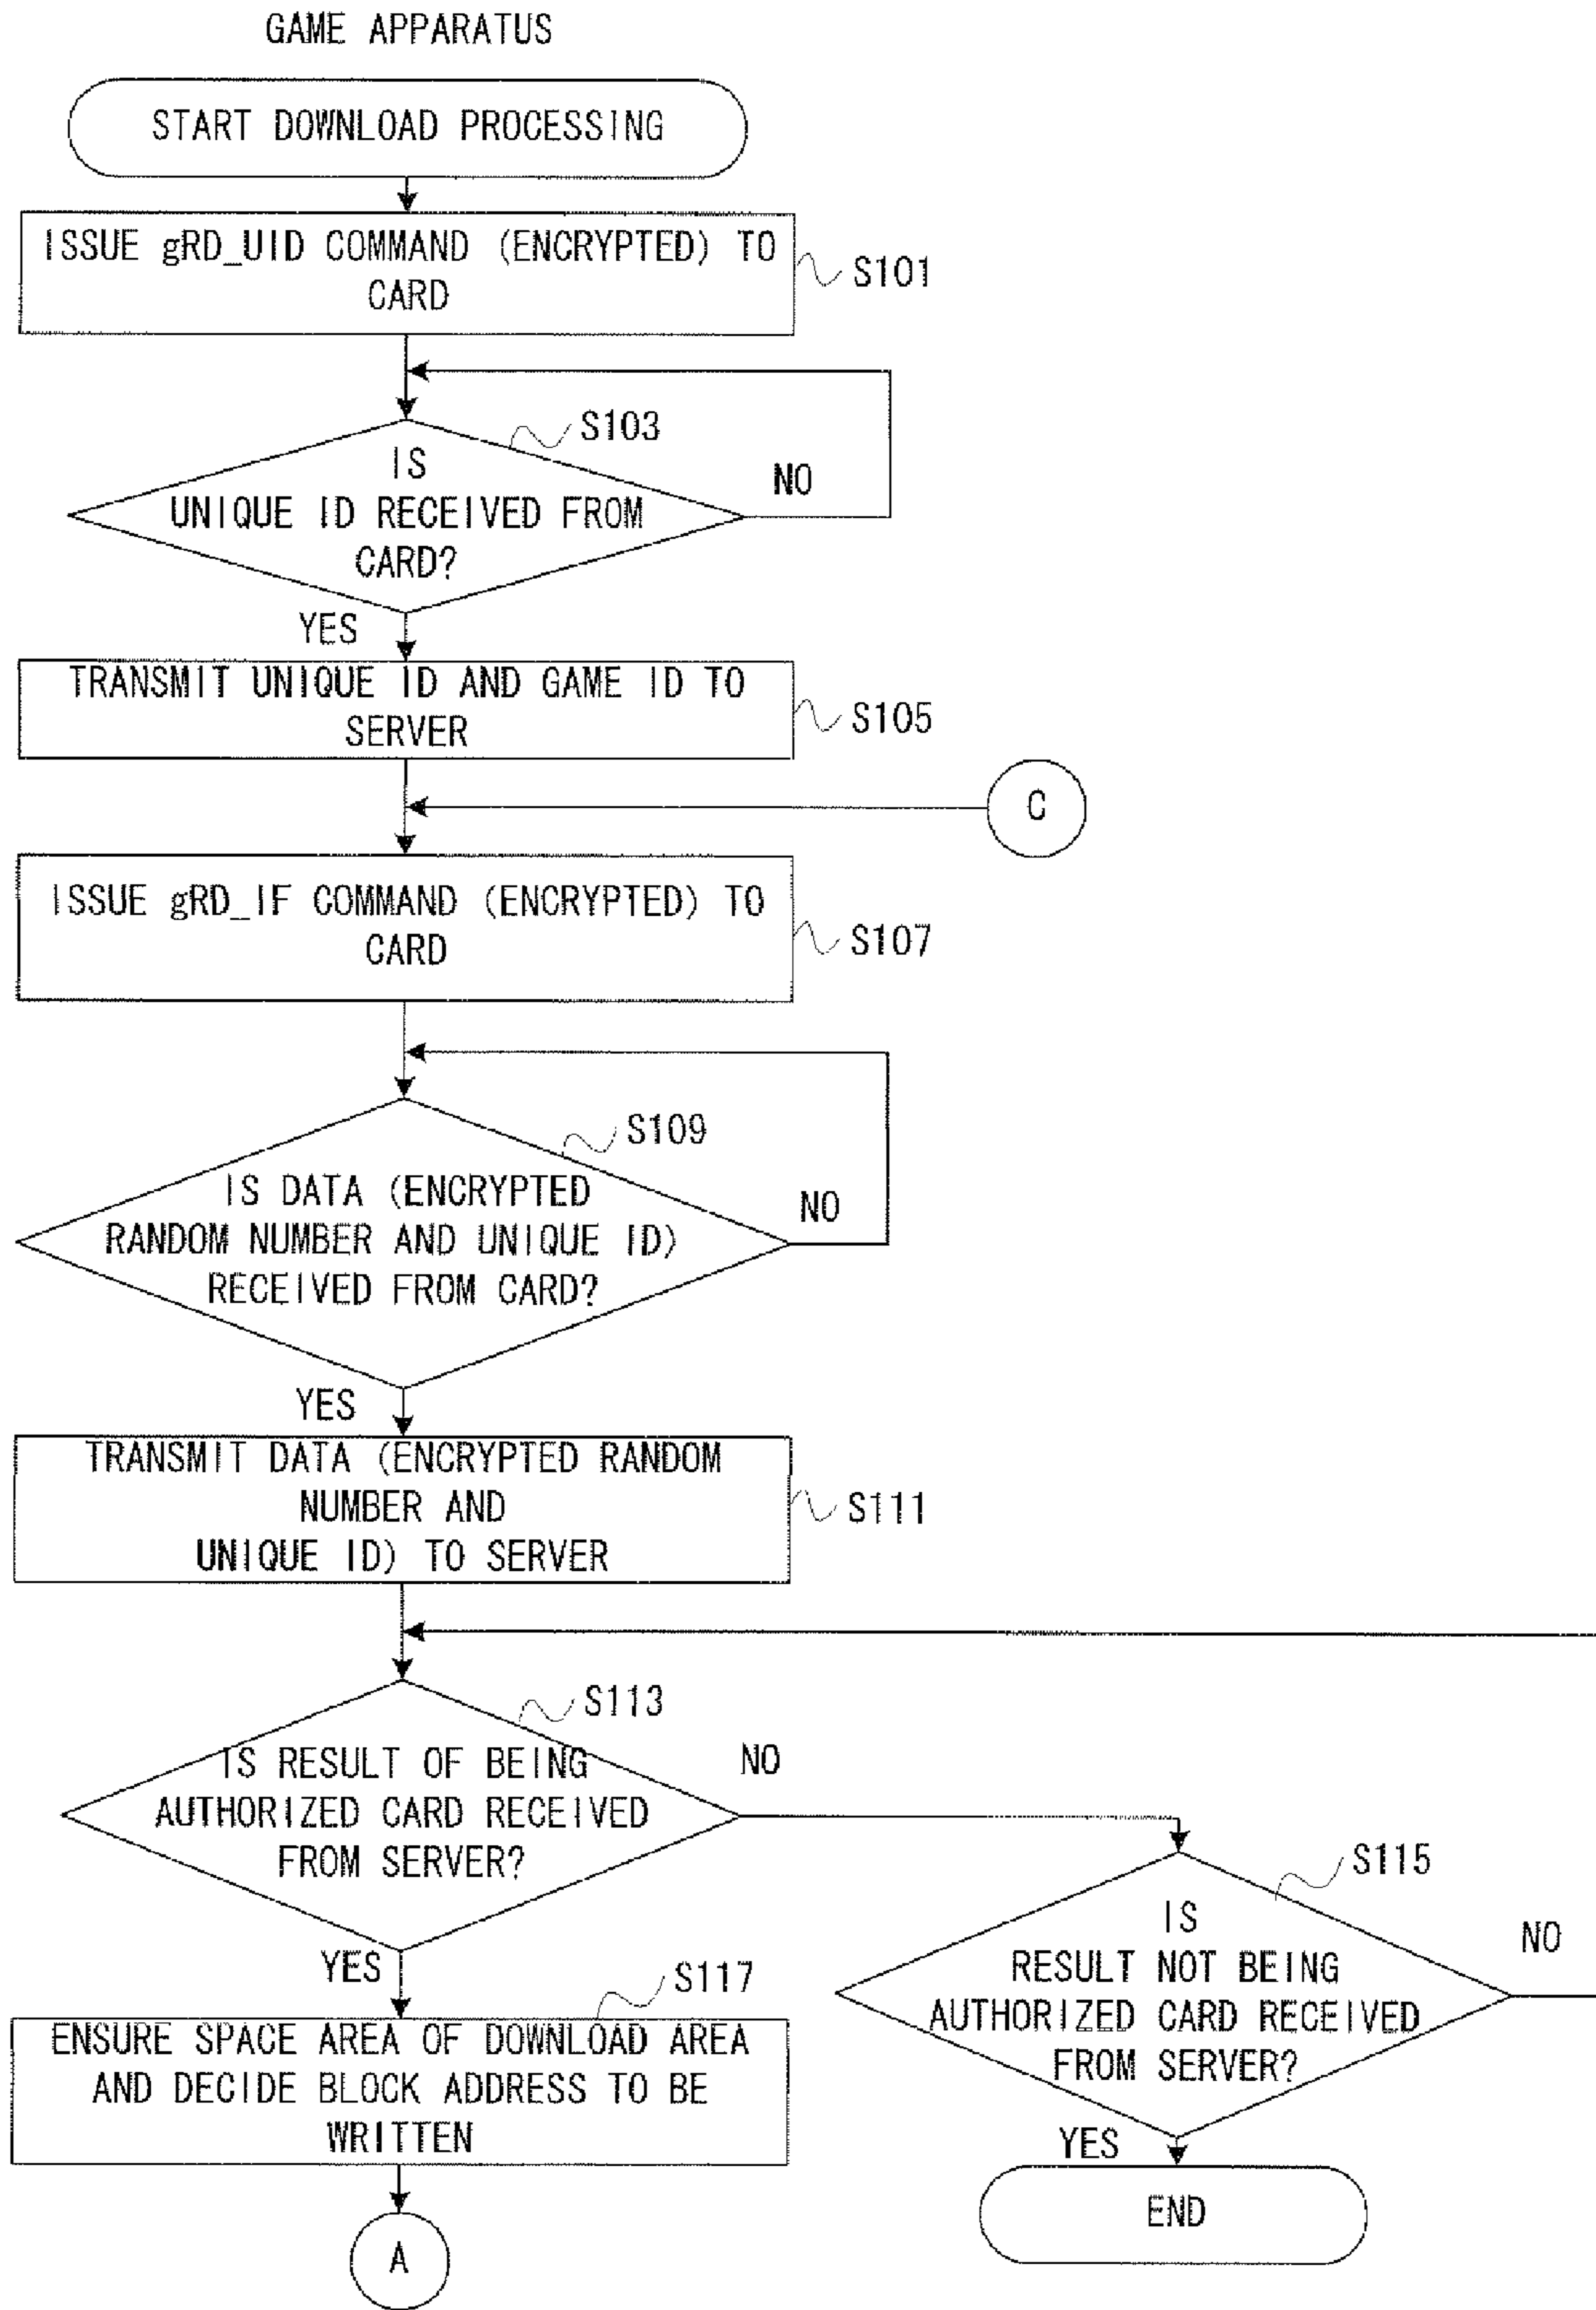 GAME APPARATUS
START DOWNLOAD PROCESSING
ISSUE gRD_UID COMMAND (ENCRYPTED) TO
CARD
S101
S103
IS
UNIQUE ID RECEIVED FROM
CARD?
NO
YES
TRANSMIT UNIQUE ID AND GAME ID TO
SERVER
S105
C
ISSUE gRD_IF COMMAND (ENCRYPTED) TO
CARD
S107
S109
IS DATA (ENCRYPTED
RANDOM NUMBER AND UNIQUE ID)
RECEIVED FROM CARD?
NO
YES
TRANSMIT DATA (ENCRYPTED RANDOM
NUMBER AND
UNIQUE ID) TO SERVER
S111
S113
IS RESULT OF BEING
AUTHORIZED CARD RECEIVED
FROM SERVER?
NO
YES
S115
IS
RESULT NOT BEING
AUTHORIZED CARD RECEIVED
FROM SERVER?
NO
YES
S117
ENSURE SPACE AREA OF DOWNLOAD AREA
AND DECIDE BLOCK ADDRESS TO BE
WRITTEN
END
A